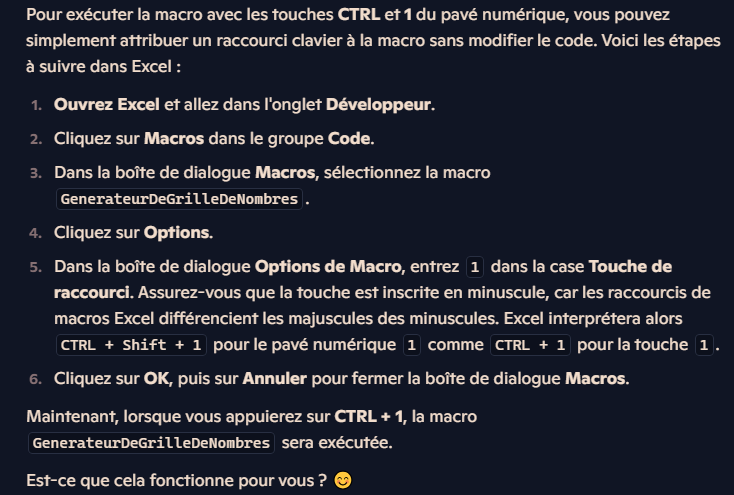 Pour exécuter la macro avec les touches CTRL et 1 du pavé numérique, vous pouvez
simplement attribuer un raccourci clavier à la macro sans modifier le code. Voici les étapes
à suivre dans Excel :
1. Ouvrez Excel et allez dans l'onglet Développeur.
2. Cliquez sur Macros dans le groupe Code.
3. Dans la boîte de dialogue Macros, sélectionnez la macro
GenerateurDeGrilleDeNombres.
4. Cliquez sur Options.
5. Dans la boîte de dialogue Options de Macro, entrez 1 dans la case Touche de
raccourci. Assurez-vous que la touche est inscrite en minuscule, car les raccourcis de
macros Excel différencient les majuscules des minuscules. Excel interprétera alors
CTRL + Shift + 1 pour le pavé numérique 1 comme CTRL + 1 pour la touche 1.
6. Cliquez sur OK, puis sur Annuler pour fermer la boîte de dialogue Macros.
Maintenant, lorsque vous appuierez sur CTRL + 1, la macro
GenerateurDeGrilleDeNombres sera exécutée.
Est-ce que cela fonctionne pour vous ? 😊